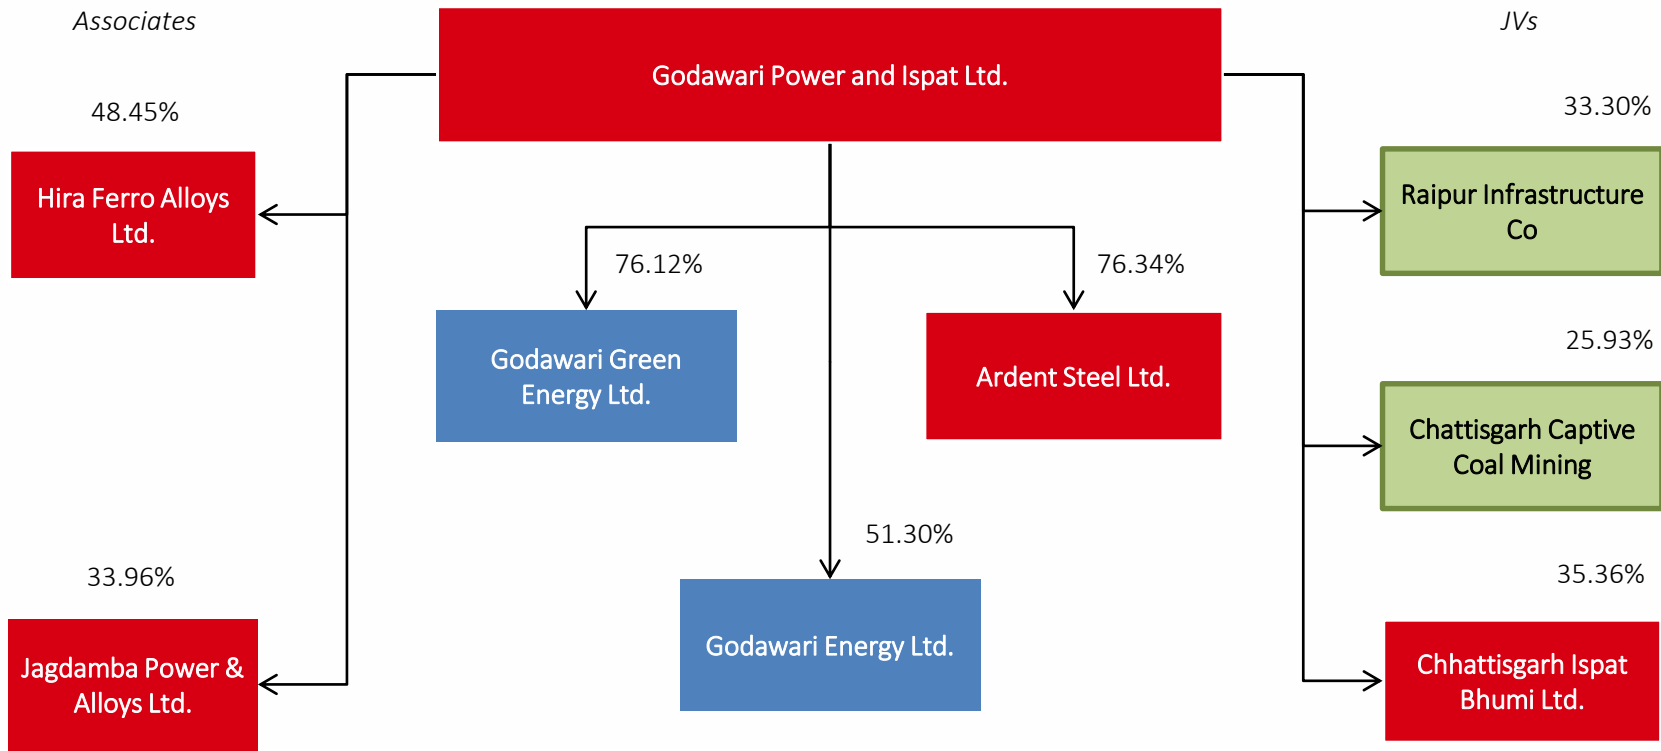 Associates
Godawari Power and Ispat Ltd.
JVs
48.45%
33.30%
Hira Ferro Alloys
Ltd.
Raipur Infrastructure
Co
76.12%
76.34%
Godawari Green
Energy Ltd.
Ardent Steel Ltd.
25.93%
Chattisgarh Captive
Coal Mining
51.30%
33.96%
35.36%
Godawari Energy Ltd.
Jagdamba Power &
Alloys Ltd.
Chhattisgarh Ispat
Bhumi Ltd.